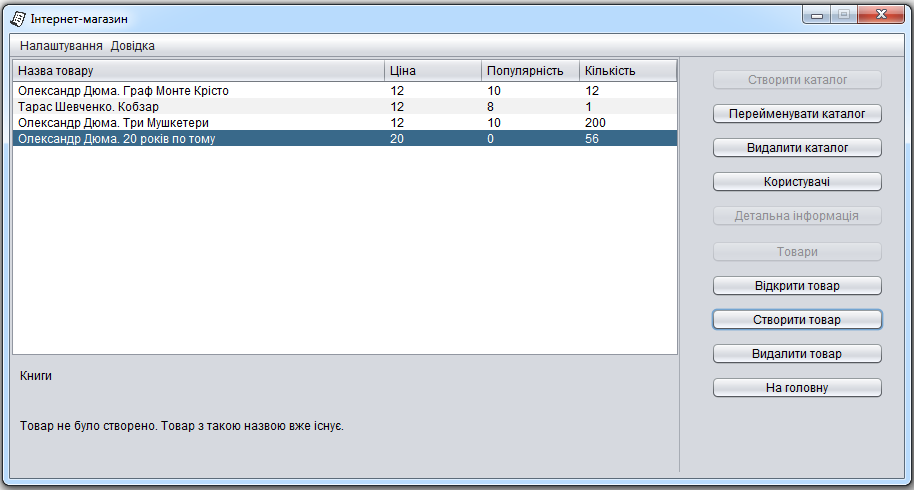 Інтернет-магазин
Налаштування Довідка
Назва товару Ціна Популярність Кількість
Олександр Дюма. Граф Монте Крісто 12 10 12
Тарас Шевченко. Кобзар 12 8 1
Олександр Дюма. Три Мушкетери 12 10 200
Олександр Дюма. 20 років по тому 20 0 56
Створити каталог
Перейменувати каталог
Видалити каталог
Користувачі
Детальна інформація
Товари
Відкрити товар
Створити товар
Видалити товар
На головну
Книги
Товар не було створено. Товар з такою назвою вже існує.